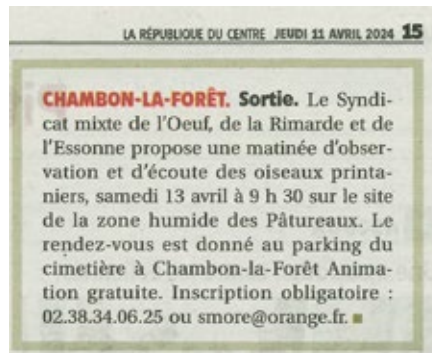 LA RÉPUBLIQUE DU CENTRE JEUDI 11 AVRIL 2024 15
CHAMBON-LA-FORÊT. Sortie. Le Syndi-
cat mixte de l'Oeuf, de la Rimarde et de
l'Essonne propose une matinée d'obser-
vation et d'écoute des oiseaux printa-
niers, samedi 13 avril à 9 h 30 sur le site
de la zone humide des Pâtureaux. Le
rendez-vous est donné au parking du
cimetière à Chambon-la-Forêt Anima-
tion gratuite. Inscription obligatoire :
02.38.34.06.25 ou smore@orange.fr. ■